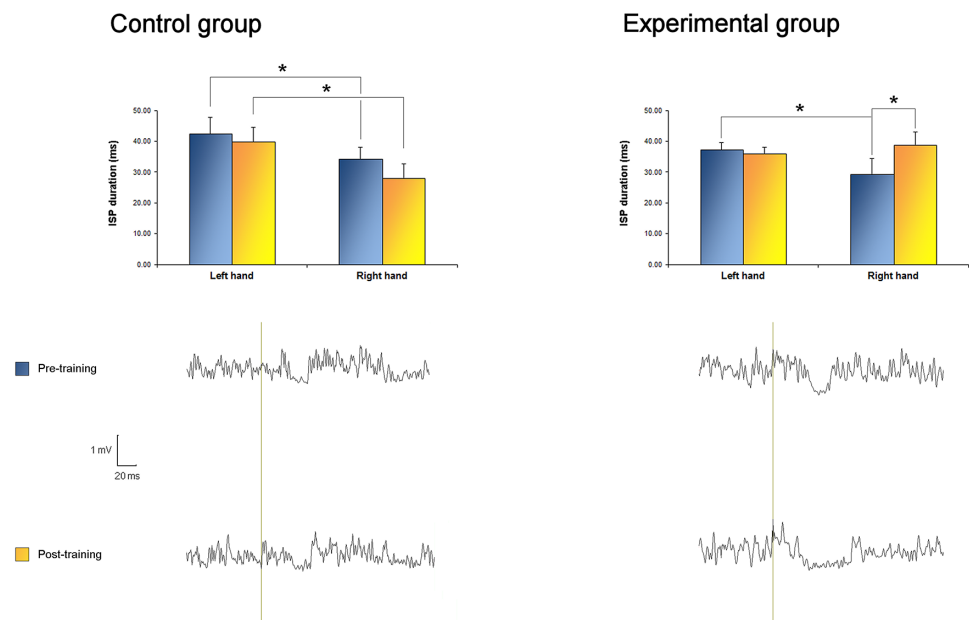 Control group
Experimental group
*
*
50.00
40.00
30.00
20.00
10.00
0.00
ISP duration (ms)
Left hand
Right hand
*
*
50.00
40.00
30.00
20.00
10.00
0.00
ISP duration (ms)
Left hand
Right hand
Pre-training
1 mV
20 ms
Post-training